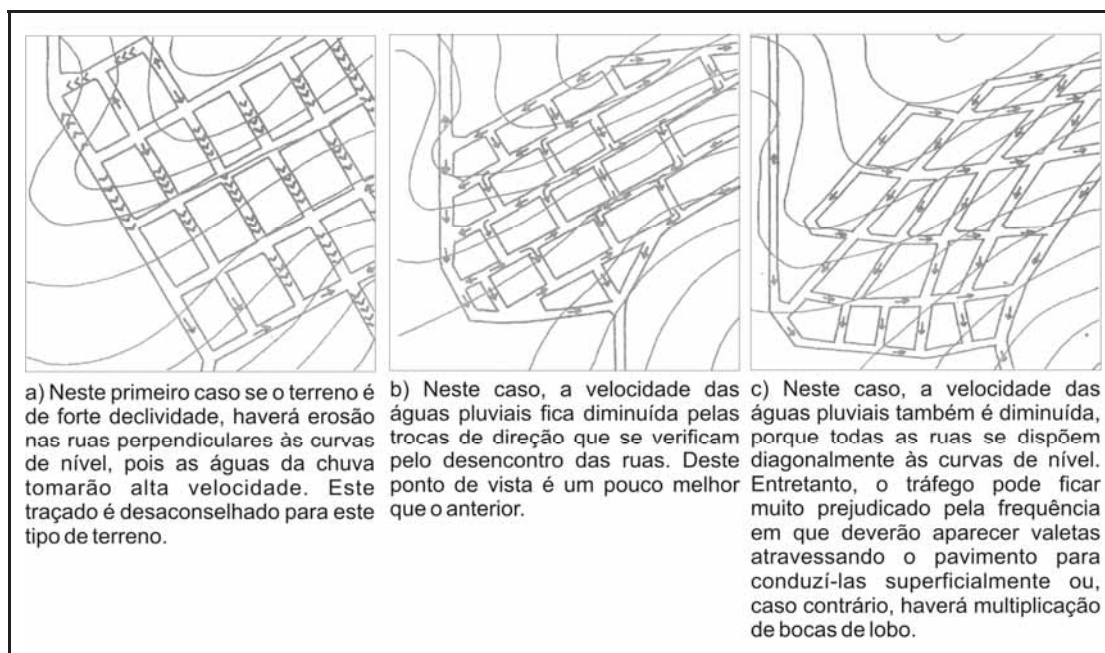 a) Neste primeiro caso se o terreno é
de forte declividade, haverá erosão
nas ruas perpendiculares às curvas
de nível, pois as águas da chuva
tomarão alta velocidade. Este
traçado é desaconselhado para este
tipo de terreno.
b) Neste caso, a velocidade das
águas pluviais fica diminuída pelas
trocas de direção que se verificam
pelo desencontro das ruas. Deste
ponto de vista é um pouco melhor
que o anterior.
c) Neste caso, a velocidade das
águas pluviais também é diminuída,
porque todas as ruas se dispõem
diagonalmente às curvas de nível.
Entretanto, o tráfego pode ficar
muito prejudicado pela frequência
em que deverão aparecer valetas
atravessando o pavimento para
conduzí-las superficialmente ou,
caso contrário, haverá multiplicação
de bocas de lobo.